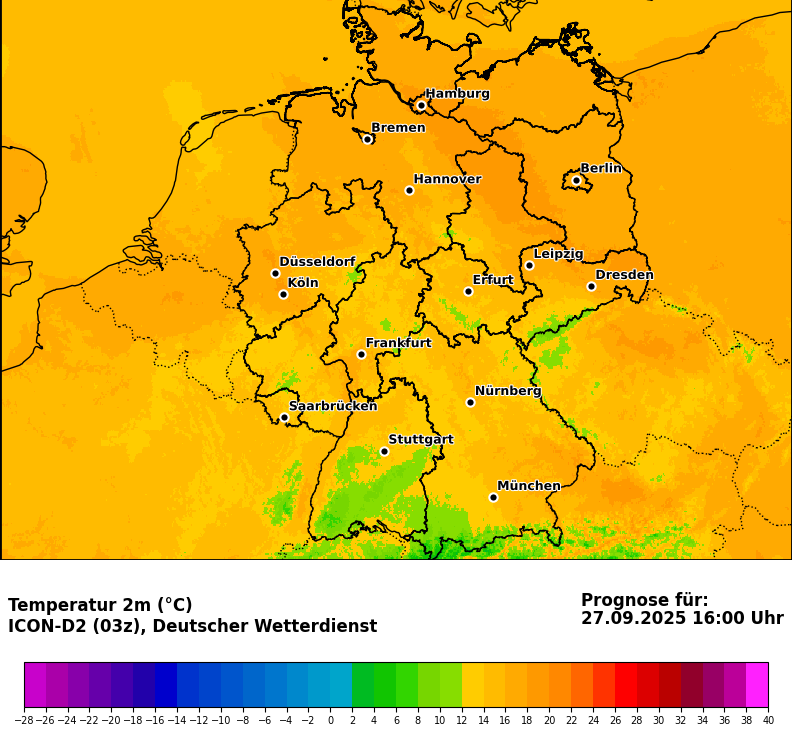 Hamburg
Bremen
Berlin
Hannover
Leipzig
Düsseldorf
Dresden
Köln
Erfurt
Frankfurt
Nürnberg
Saarbrücken
Stuttgart
München
Temperatur 2m (°C)
ICON-D2 (03z), Deutscher Wetterdienst
Prognose für:
27.09.2025 16:00 Uhr
−28 −26 −24 −22 −20 −18 −16 −14 −12 −10 −8 −6 −4 −2 0 2 4 6 8 10 12 14 16 18 20 22 24 26 28 30 32 34 36 38 40